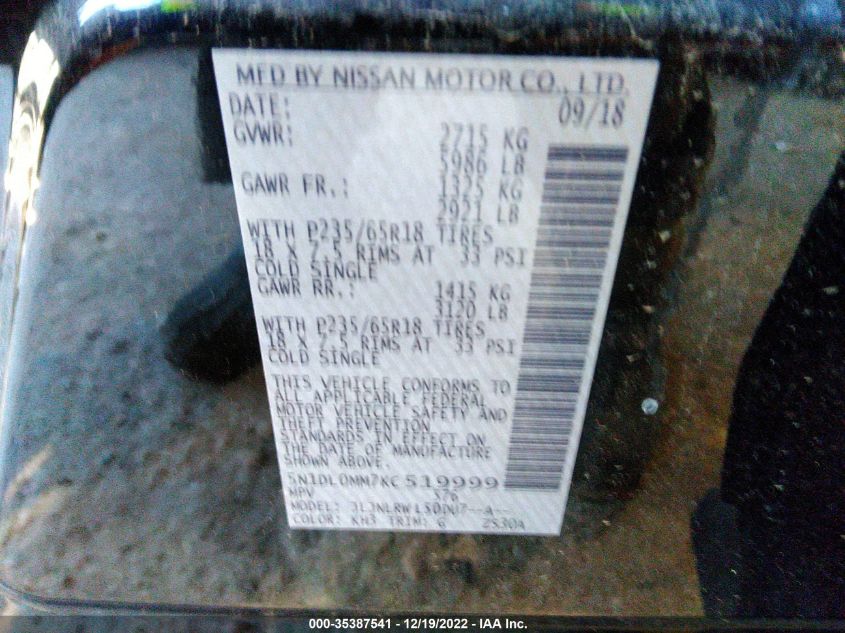 MFD BY NISSAN MOTOR CO., LTD.
DATE: 09/18
GVWR: 2715 KG
5986 LB
GAWR FR.: 1325 KG
2921 LB
WITH P235/65R18 TIRES
18 X 7.5 RIMS AT 33 PSI
COLD SINGLE
GAWR RR.: 1415 KG
3120 LB
WITH P235/65R18 TIRES
18 X 7.5 RIMS AT 33 PSI
COLD SINGLE
THIS VEHICLE CONFORMS TO
ALL APPLICABLE FEDERAL
MOTOR VEHICLE SAFETY AND
THEFT PREVENTION
STANDARDS IN EFFECT ON
THE DATE OF MANUFACTURE
SHOWN ABOVE.
5N1DL0MM7KC519999
MPV 576
MODEL:
COLOR: KH3 TRIM: G 2530A
000-35387541 - 12/19/2022 - IAA Inc.